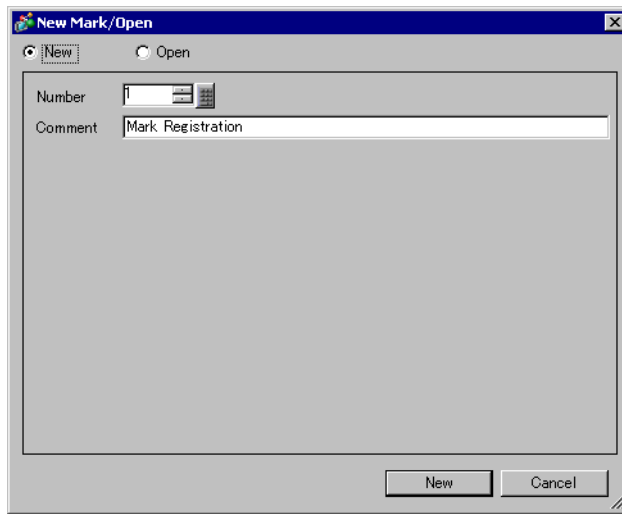 New Mark/Open
New Open
Number 1
Comment Mark Registration
New Cancel